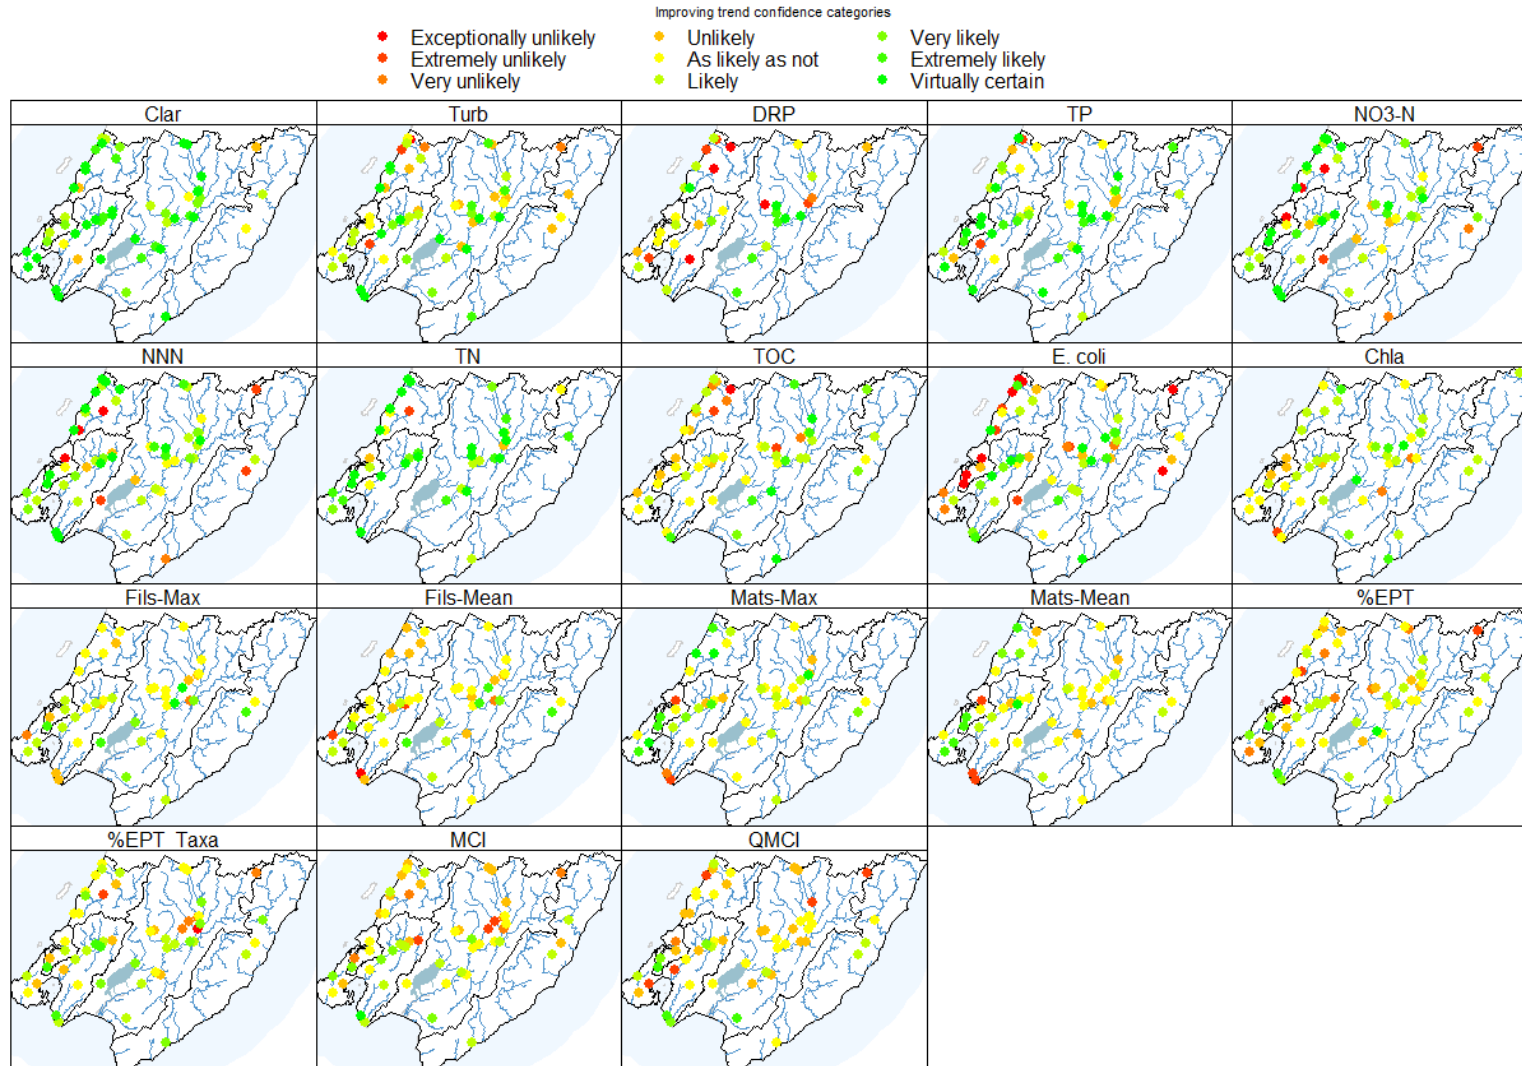 Improving trend confidence categories
Exceptionally unlikely Unlikely Very likely
Extremely unlikely As likely as not Extremely likely
Very unlikely Likely Virtually certain
Clar Turb DRP TP NO3-N
NNN TN TOC E. coli Chla
Fils-Max Fils-Mean Mats-Max Mats-Mean %EPT
%EPT_Taxa MCI QMCI